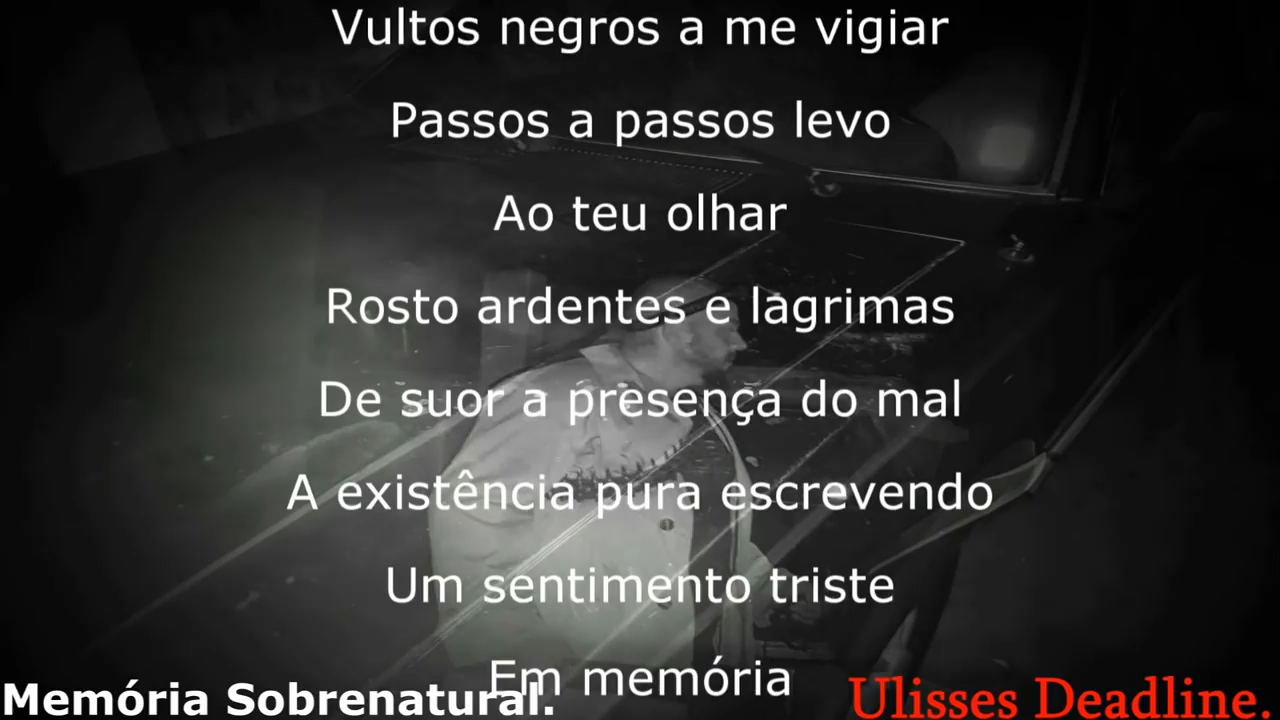 Vultos negros a me vigiar
Passos a passos levo
Ao teu olhar
Rosto ardentes e lagrimas
De suor a presença do mal
A existência pura escrevendo
Um sentimento triste
Em memória
Memória Sobrenatural.
Ulisses Deadline.